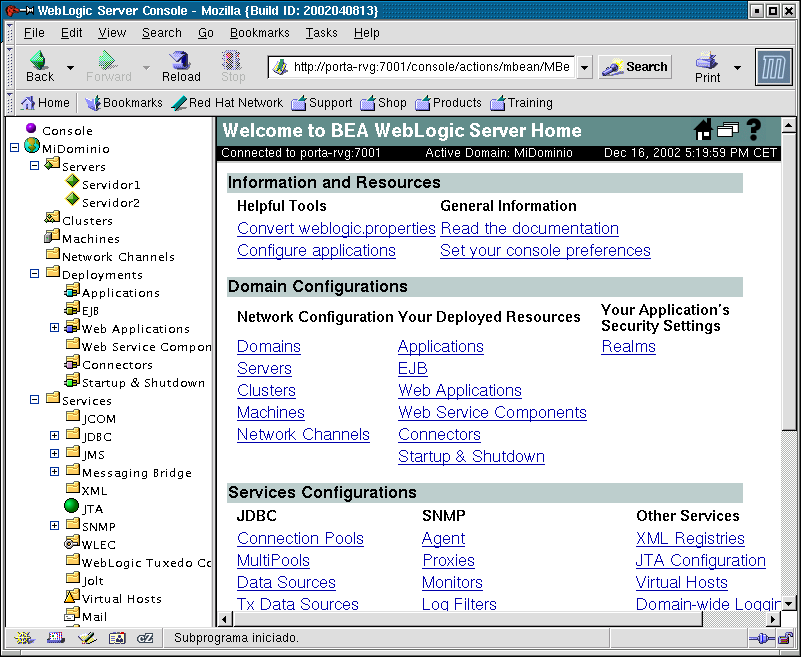 WebLogic Server Console - Mozilla {Build ID: 2002040813}
File Edit View Search Go Bookmarks Tasks Help
Back Forward Reload Stop http://porta-rvg:7001/console/actions/mbean/MBe Search Print
Home Bookmarks Red Hat Network Support Shop Products Training
Console
MiDominio
Servers
Servidor1
Servidor2
Clusters
Machines
Network Channels
Deployments
Applications
EJB
Web Applications
Web Service Compon
Connectors
Startup & Shutdown
Services
JCOM
JDBC
JMS
Messaging Bridge
XML
JTA
SNMP
WLEC
WebLogic Tuxedo Co
Jolt
Virtual Hosts
Mail
Welcome to BEA WebLogic Server Home
Connected to porta-rvg:7001 Active Domain: MiDominio Dec 16, 2002 5:19:59 PM CET
Information and Resources
Helpful Tools General Information
Convert weblogic.properties Read the documentation
Configure applications Set your console preferences
Domain Configurations
Network Configuration Your Deployed Resources Your Application's
Security Settings
Domains Applications Realms
Servers EJB
Clusters Web Applications
Machines Web Service Components
Network Channels Connectors
Startup & Shutdown
Services Configurations
JDBC SNMP Other Services
Connection Pools Agent XML Registries
MultiPools Proxies JTA Configuration
Data Sources Monitors Virtual Hosts
Tx Data Sources Log Filters Domain-wide Loggin
Subprograma iniciado.